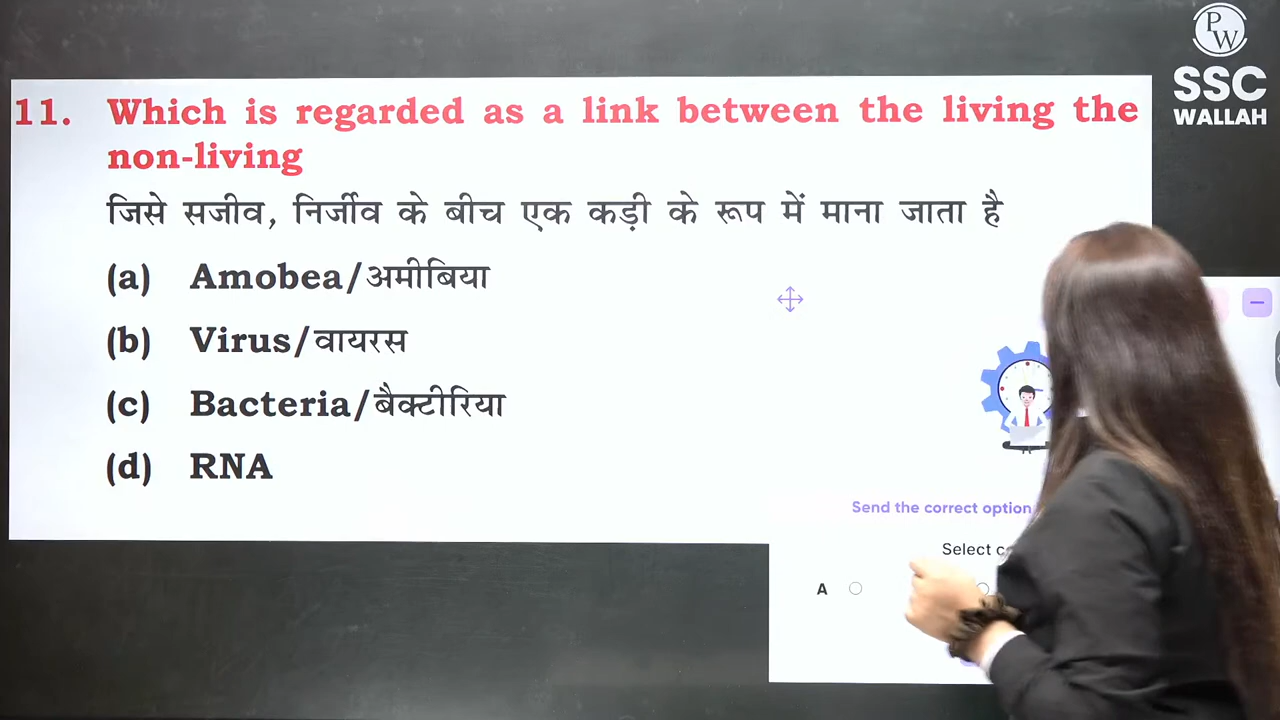 PW
SSC
WALLAH
11. Which is regarded as a link between the living the
non-living
जिसे सजीव, निर्जीव के बीच एक कड़ी के रूप में माना जाता है
(a) Amobea/अमीबिया
(b) Virus/वायरस
(c) Bacteria/बैक्टीरिया
(d) RNA
Send the correct option
Select
A